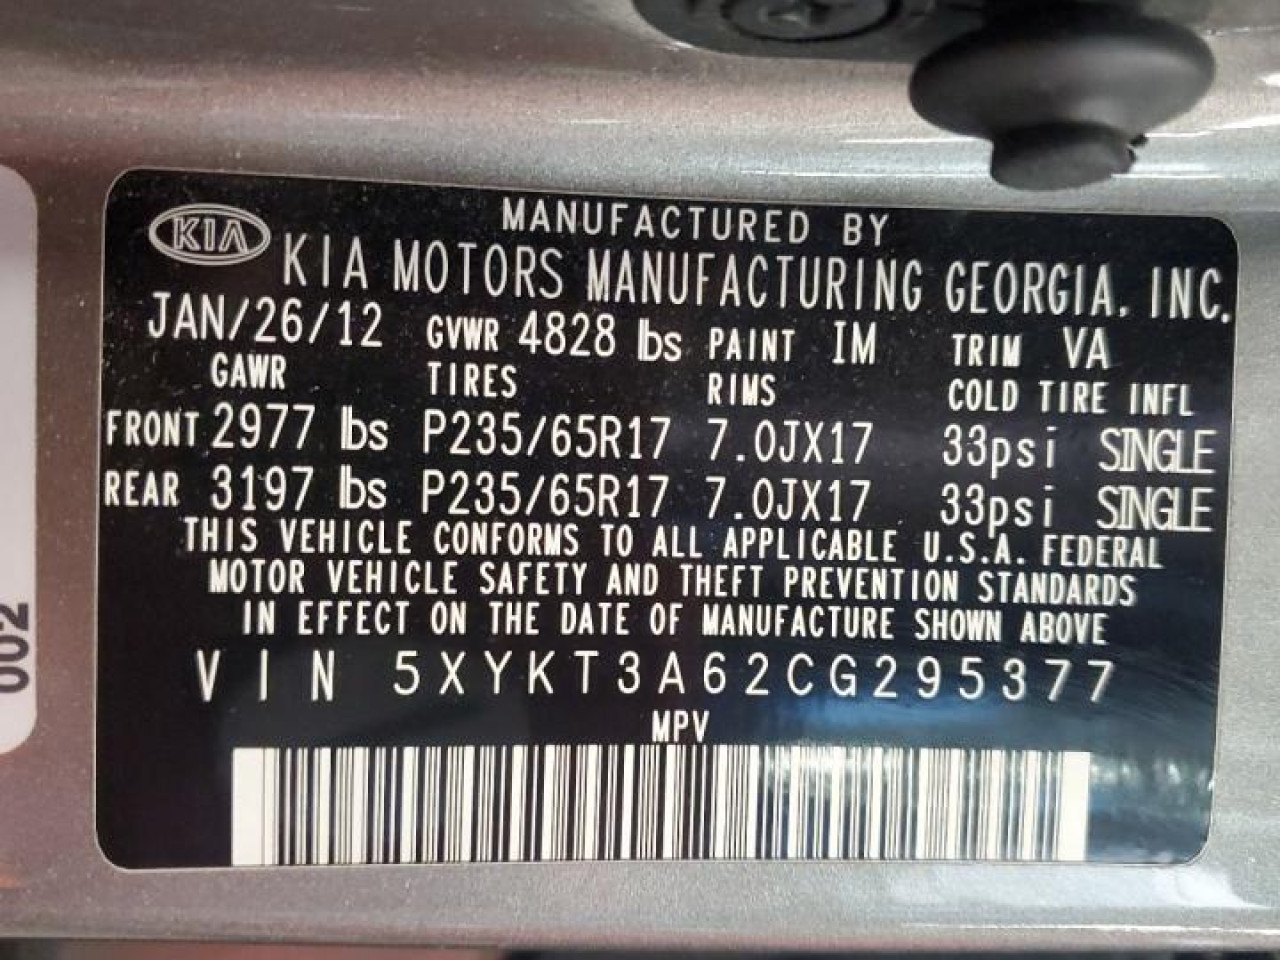 MANUFACTURED BY
KIA KIA MOTORS MANUFACTURING GEORGIA, INC.
JAN/26/12 GVWR 4828 lbs PAINT IM TRIM VA
GAWR TIRES RIMS COLD TIRE INFL
FRONT 2977 lbs P235/65R17 7.0JX17 33psi SINGLE
REAR 3197 lbs P235/65R17 7.0JX17 33psi SINGLE
THIS VEHICLE CONFORMS TO ALL APPLICABLE U.S.A. FEDERAL
MOTOR VEHICLE SAFETY AND THEFT PREVENTION STANDARDS
IN EFFECT ON THE DATE OF MANUFACTURE SHOWN ABOVE
VIN 5XYKT3A62CG295377
MPV
002